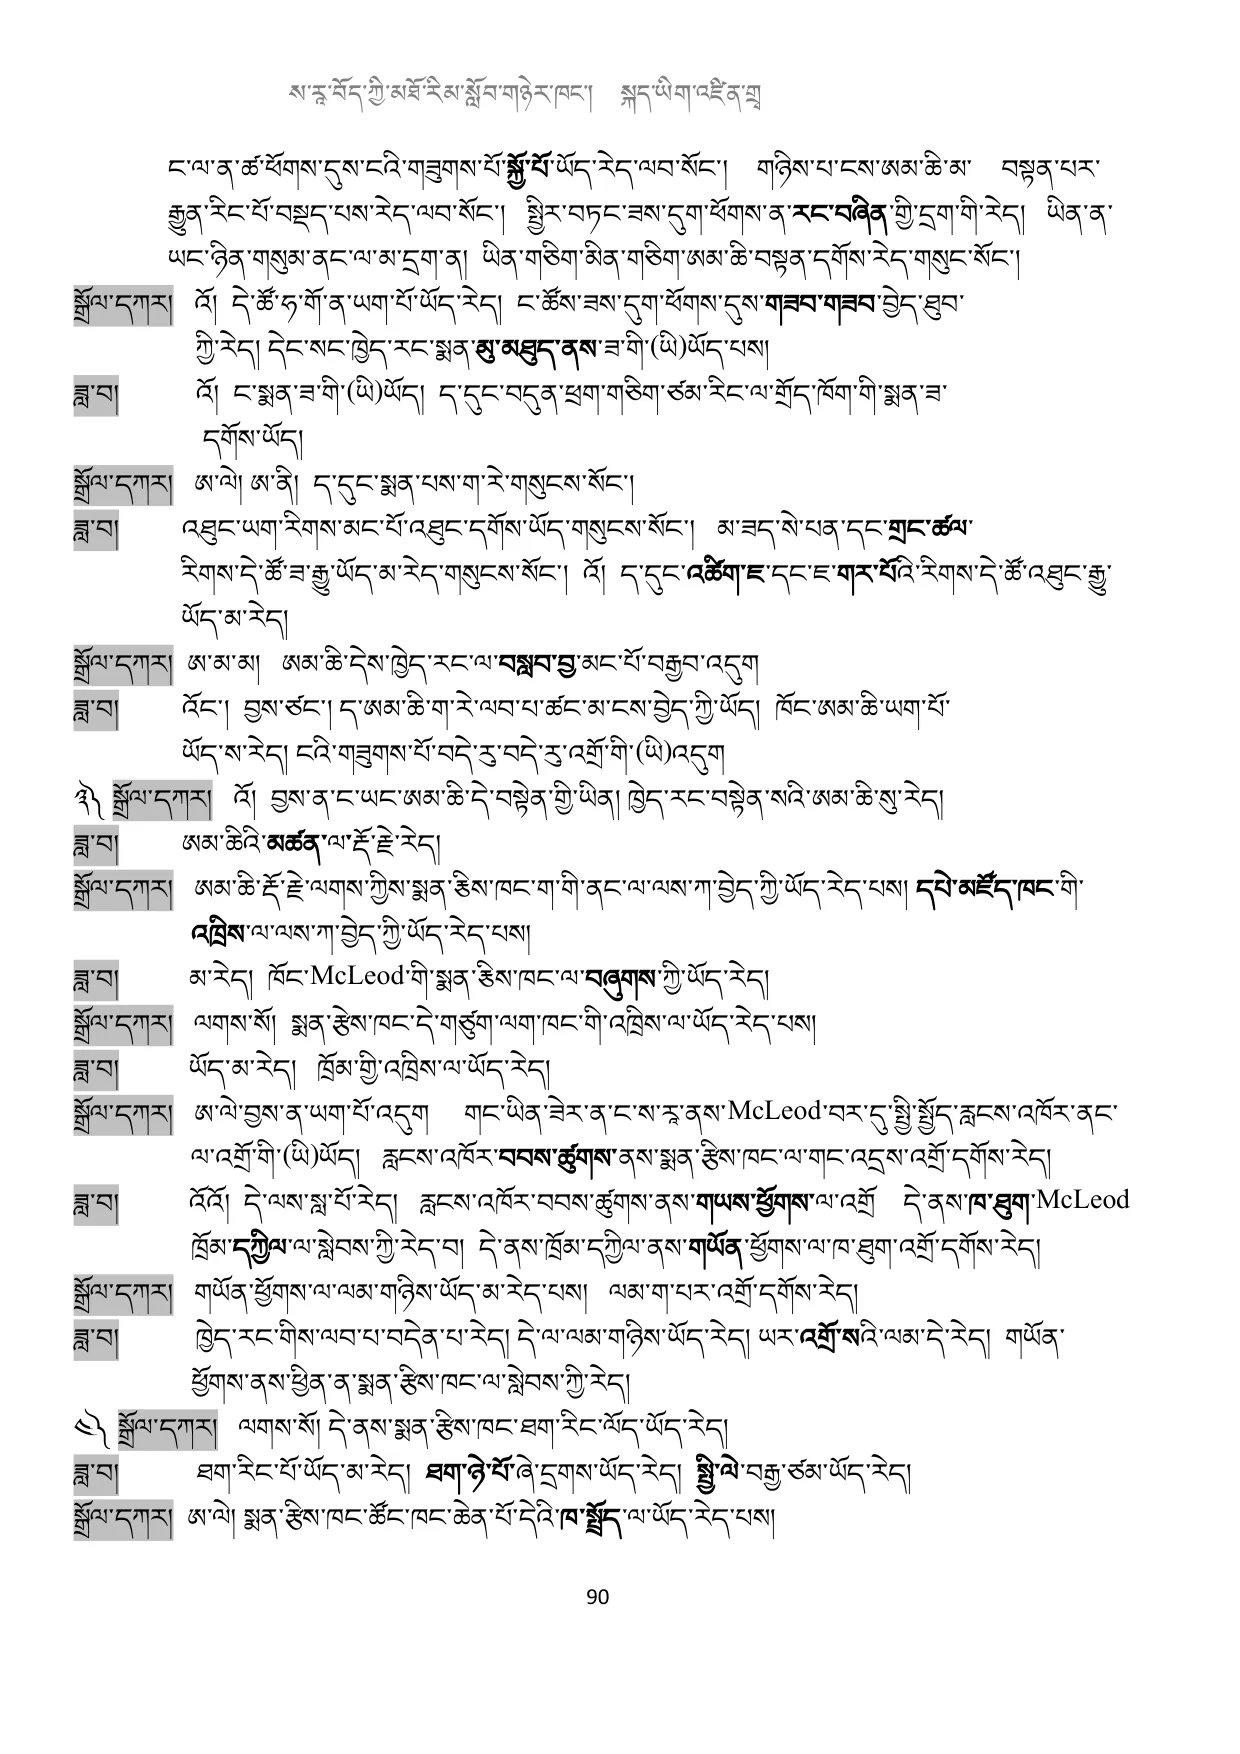 ས་རཱ་བོད་ཀྱི་མཐོ་རིམ་སློབ་གཉེར་ཁང་།    སྐད་ཡིག་འཛིན་གྲྭ
ང་ལ་ན་ཚ་ཕོགས་དུས་ངའི་གཟུགས་པོ་སྐྱོ་པོ་ཡོད་རེད་ལབ་སོང་།    གཉིས་པ་ངས་ཨམ་ཆི་མ་    བསྟན་པར་
རྒྱུན་རིང་པོ་བསྡད་པས་རེད་ལབ་སོང་།   སྤྱིར་བཏང་ཟས་དུག་ཕོགས་ན་རང་བཞིན་གྱི་དྲག་གི་རེད།   ཡིན་ན་
ཡང་ཉིན་གསུམ་ནང་ལ་མ་དྲག་ན།  ཡིན་གཅིག་མིན་གཅིག་ཨམ་ཆི་བསྟན་དགོས་རེད་གསུང་སོང་།
སྒྲོལ་དཀར།   འོ།  དེ་ཚོ་ཧ་གོ་ན་ཡག་པོ་ཡོད་རེད།  ང་ཚོས་ཟས་དུག་ཕོགས་དུས་གཟབ་གཟབ་བྱེད་ཐུབ་
ཀྱི་རེད། དེང་སང་ཁྱེད་རང་སྨན་མུ་མཐུད་ནས་ཟ་གི་(ཡི)ཡོད་པས།
ཟླ་བ།   འོ།  ང་སྨན་ཟ་གི་(ཡི)ཡོད།  ད་དུང་བདུན་ཕྲག་གཅིག་ཙམ་རིང་ལ་གྲོད་ཁོག་གི་སྨན་ཟ་
དགོས་ཡོད།
སྒྲོལ་དཀར།   ཨ་ལེ། ཨ་ནི།  ད་དུང་སྨན་པས་ག་རེ་གསུངས་སོང་།
ཟླ་བ།   འཐུང་ཡག་རིགས་མང་པོ་འཐུང་དགོས་ཡོད་གསུངས་སོང་།   མ་ཟད་སེ་པན་དང་གྲང་ཚལ་
རིགས་དེ་ཚོ་ཟ་རྒྱུ་ཡོད་མ་རེད་གསུངས་སོང་།  འོ།  ད་དུང་འཚིག་ཇ་དང་ཇ་གར་པོའི་རིགས་དེ་ཚོ་འཐུང་རྒྱུ་
ཡོད་མ་རེད།
སྒྲོལ་དཀར།  ཨ་མ་མ།   ཨམ་ཆི་དེས་ཁྱེད་རང་ལ་བསླབ་བྱ་མང་པོ་བརྒྱབ་འདུག
ཟླ་བ།   འོང་།  བྱས་ཙང་། ད་ཨམ་ཆི་ག་རེ་ལབ་པ་ཚང་མ་ངས་བྱེད་ཀྱི་ཡོད།  ཁོང་ཨམ་ཆི་ཡག་པོ་
ཡོད་ས་རེད། ངའི་གཟུགས་པོ་བདེ་རུ་བདེ་རུ་འགྲོ་གི་(ཡི)འདུག
༣༽ སྒྲོལ་དཀར།   འོ།  བྱས་ན་ང་ཡང་ཨམ་ཆི་དེ་བསྟེན་གྱི་ཡིན། ཁྱེད་རང་བསྟེན་སའི་ཨམ་ཆི་སུ་རེད།
ཟླ་བ།   ཨམ་ཆིའི་མཚན་ལ་རྡོ་རྗེ་རེད།
སྒྲོལ་དཀར།   ཨམ་ཆི་རྡོ་རྗེ་ལགས་ཀྱིས་སྨན་རྩིས་ཁང་ག་གི་ནང་ལ་ལས་ཀ་བྱེད་ཀྱི་ཡོད་རེད་པས། དཔེ་མཛོད་ཁང་གི་
འཁྲིས་ལ་ལས་ཀ་བྱེད་ཀྱི་ཡོད་རེད་པས།
ཟླ་བ།   མ་རེད།  ཁོང་McLeod་གི་སྨན་རྩིས་ཁང་ལ་བཞུགས་ཀྱི་ཡོད་རེད།
སྒྲོལ་དཀར།   ལགས་སོ།  སྨན་རྩིས་ཁང་དེ་གཙུག་ལག་ཁང་གི་འཁྲིས་ལ་ཡོད་རེད་པས།
ཟླ་བ།   ཡོད་མ་རེད།   ཁྲོམ་གྱི་འཁྲིས་ལ་ཡོད་རེད།
སྒྲོལ་དཀར།   ཨ་ལེ་བྱས་ན་ཡག་པོ་འདུག    གང་ཡིན་ཟེར་ན་ང་ས་རཱ་ནས་McLeod་བར་དུ་སྤྱི་སྤྱོད་རླངས་འཁོར་ནང་
ལ་འགྲོ་གི་(ཡི)ཡོད།   རླངས་འཁོར་བབས་ཚུགས་ནས་སྨན་རྩིས་ཁང་ལ་གང་འདྲས་འགྲོ་དགོས་རེད།
ཟླ་བ།   འོའོ།  དེ་ལས་སླ་པོ་རེད།   རླངས་འཁོར་བབས་ཚུགས་ནས་གཡས་ཕྱོགས་ལ་འགྲོ    དེ་ནས་ཁ་ཐུག་McLeod
ཁྲོམ་དཀྱིལ་ལ་སླེབས་ཀྱི་རེད་བ།  དེ་ནས་ཁྲོམ་དཀྱིལ་ནས་གཡོན་ཕྱོགས་ལ་ཁ་ཐུག་འགྲོ་དགོས་རེད།
སྒྲོལ་དཀར།   གཡོན་ཕྱོགས་ལ་ལམ་གཉིས་ཡོད་མ་རེད་པས།   ལམ་ག་པར་འགྲོ་དགོས་རེད།
ཟླ་བ།   ཁྱེད་རང་གིས་ལབ་པ་བདེན་པ་རེད། དེ་ལ་ལམ་གཉིས་ཡོད་རེད། ཡར་འགྲོ་སའི་ལམ་དེ་རེད།  གཡོན་
ཕྱོགས་ནས་ཕྱིན་ན་སྨན་རྩིས་ཁང་ལ་སླེབས་ཀྱི་རེད།
༤༽ སྒྲོལ་དཀར།   ལགས་སོ། དེ་ནས་སྨན་རྩིས་ཁང་ཐག་རིང་ལོད་ཡོད་རེད།
ཟླ་བ།   ཐག་རིང་པོ་ཡོད་མ་རེད།  ཐག་ཉེ་པོ་ཞེ་དྲགས་ཡོད་རེད།  སྤྱི་ལེ་བརྒྱ་ཙམ་ཡོད་རེད།
སྒྲོལ་དཀར།  ཨ་ལེ། སྨན་རྩིས་ཁང་ཚོང་ཁང་ཆེན་པོ་དེའི་ཁ་སྤྲོད་ལ་ཡོད་རེད་པས།
90